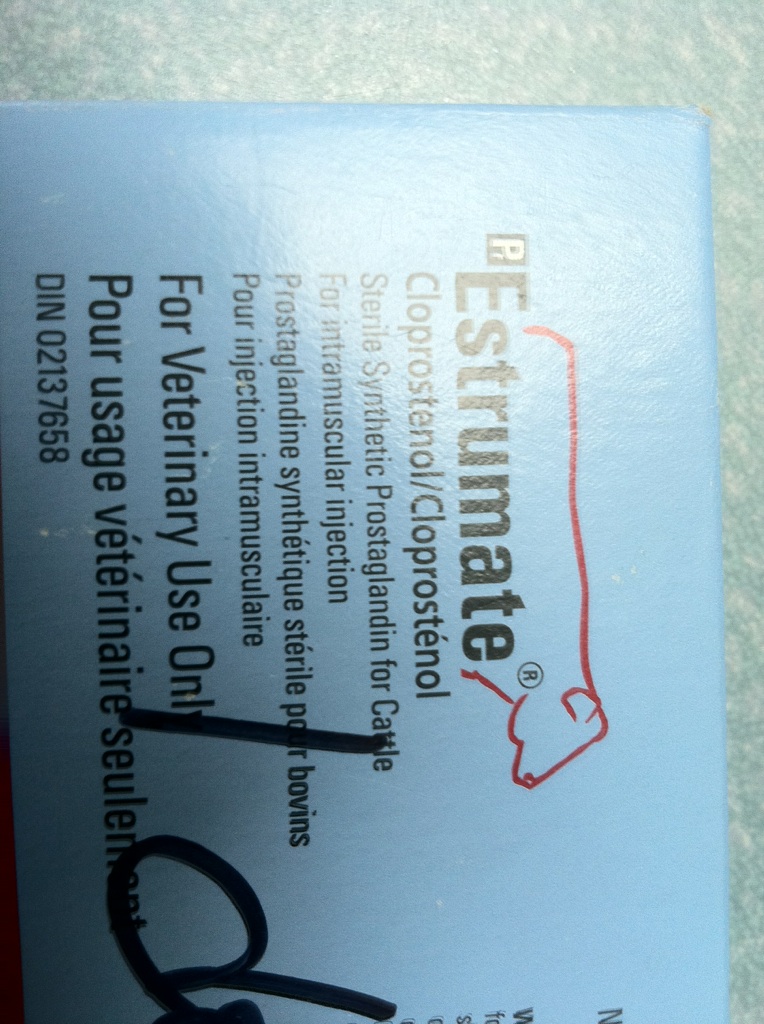 Pr Estrumate®
Cloprostenol/Cloprosténol
Sterile Synthetic Prostaglandin for Cattle
For intramuscular injection
Prostaglandine synthétique stérile pour bovins
Pour injection intramusculaire
For Veterinary Use Only
Pour usage vétérinaire seulement
DIN 02137658